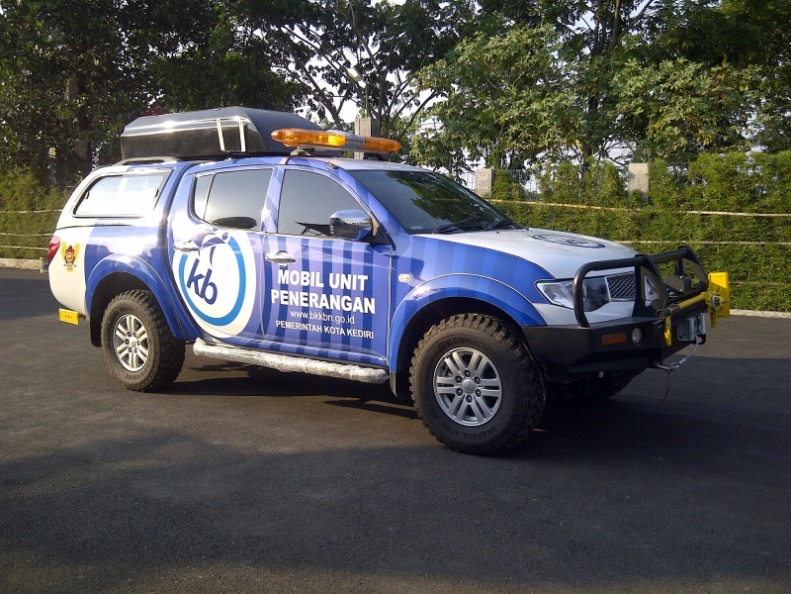 kb
MOBIL UNIT
PENERANGAN
www.bkkbn.go.id
PEMERINTAH KOTA KEDIRI